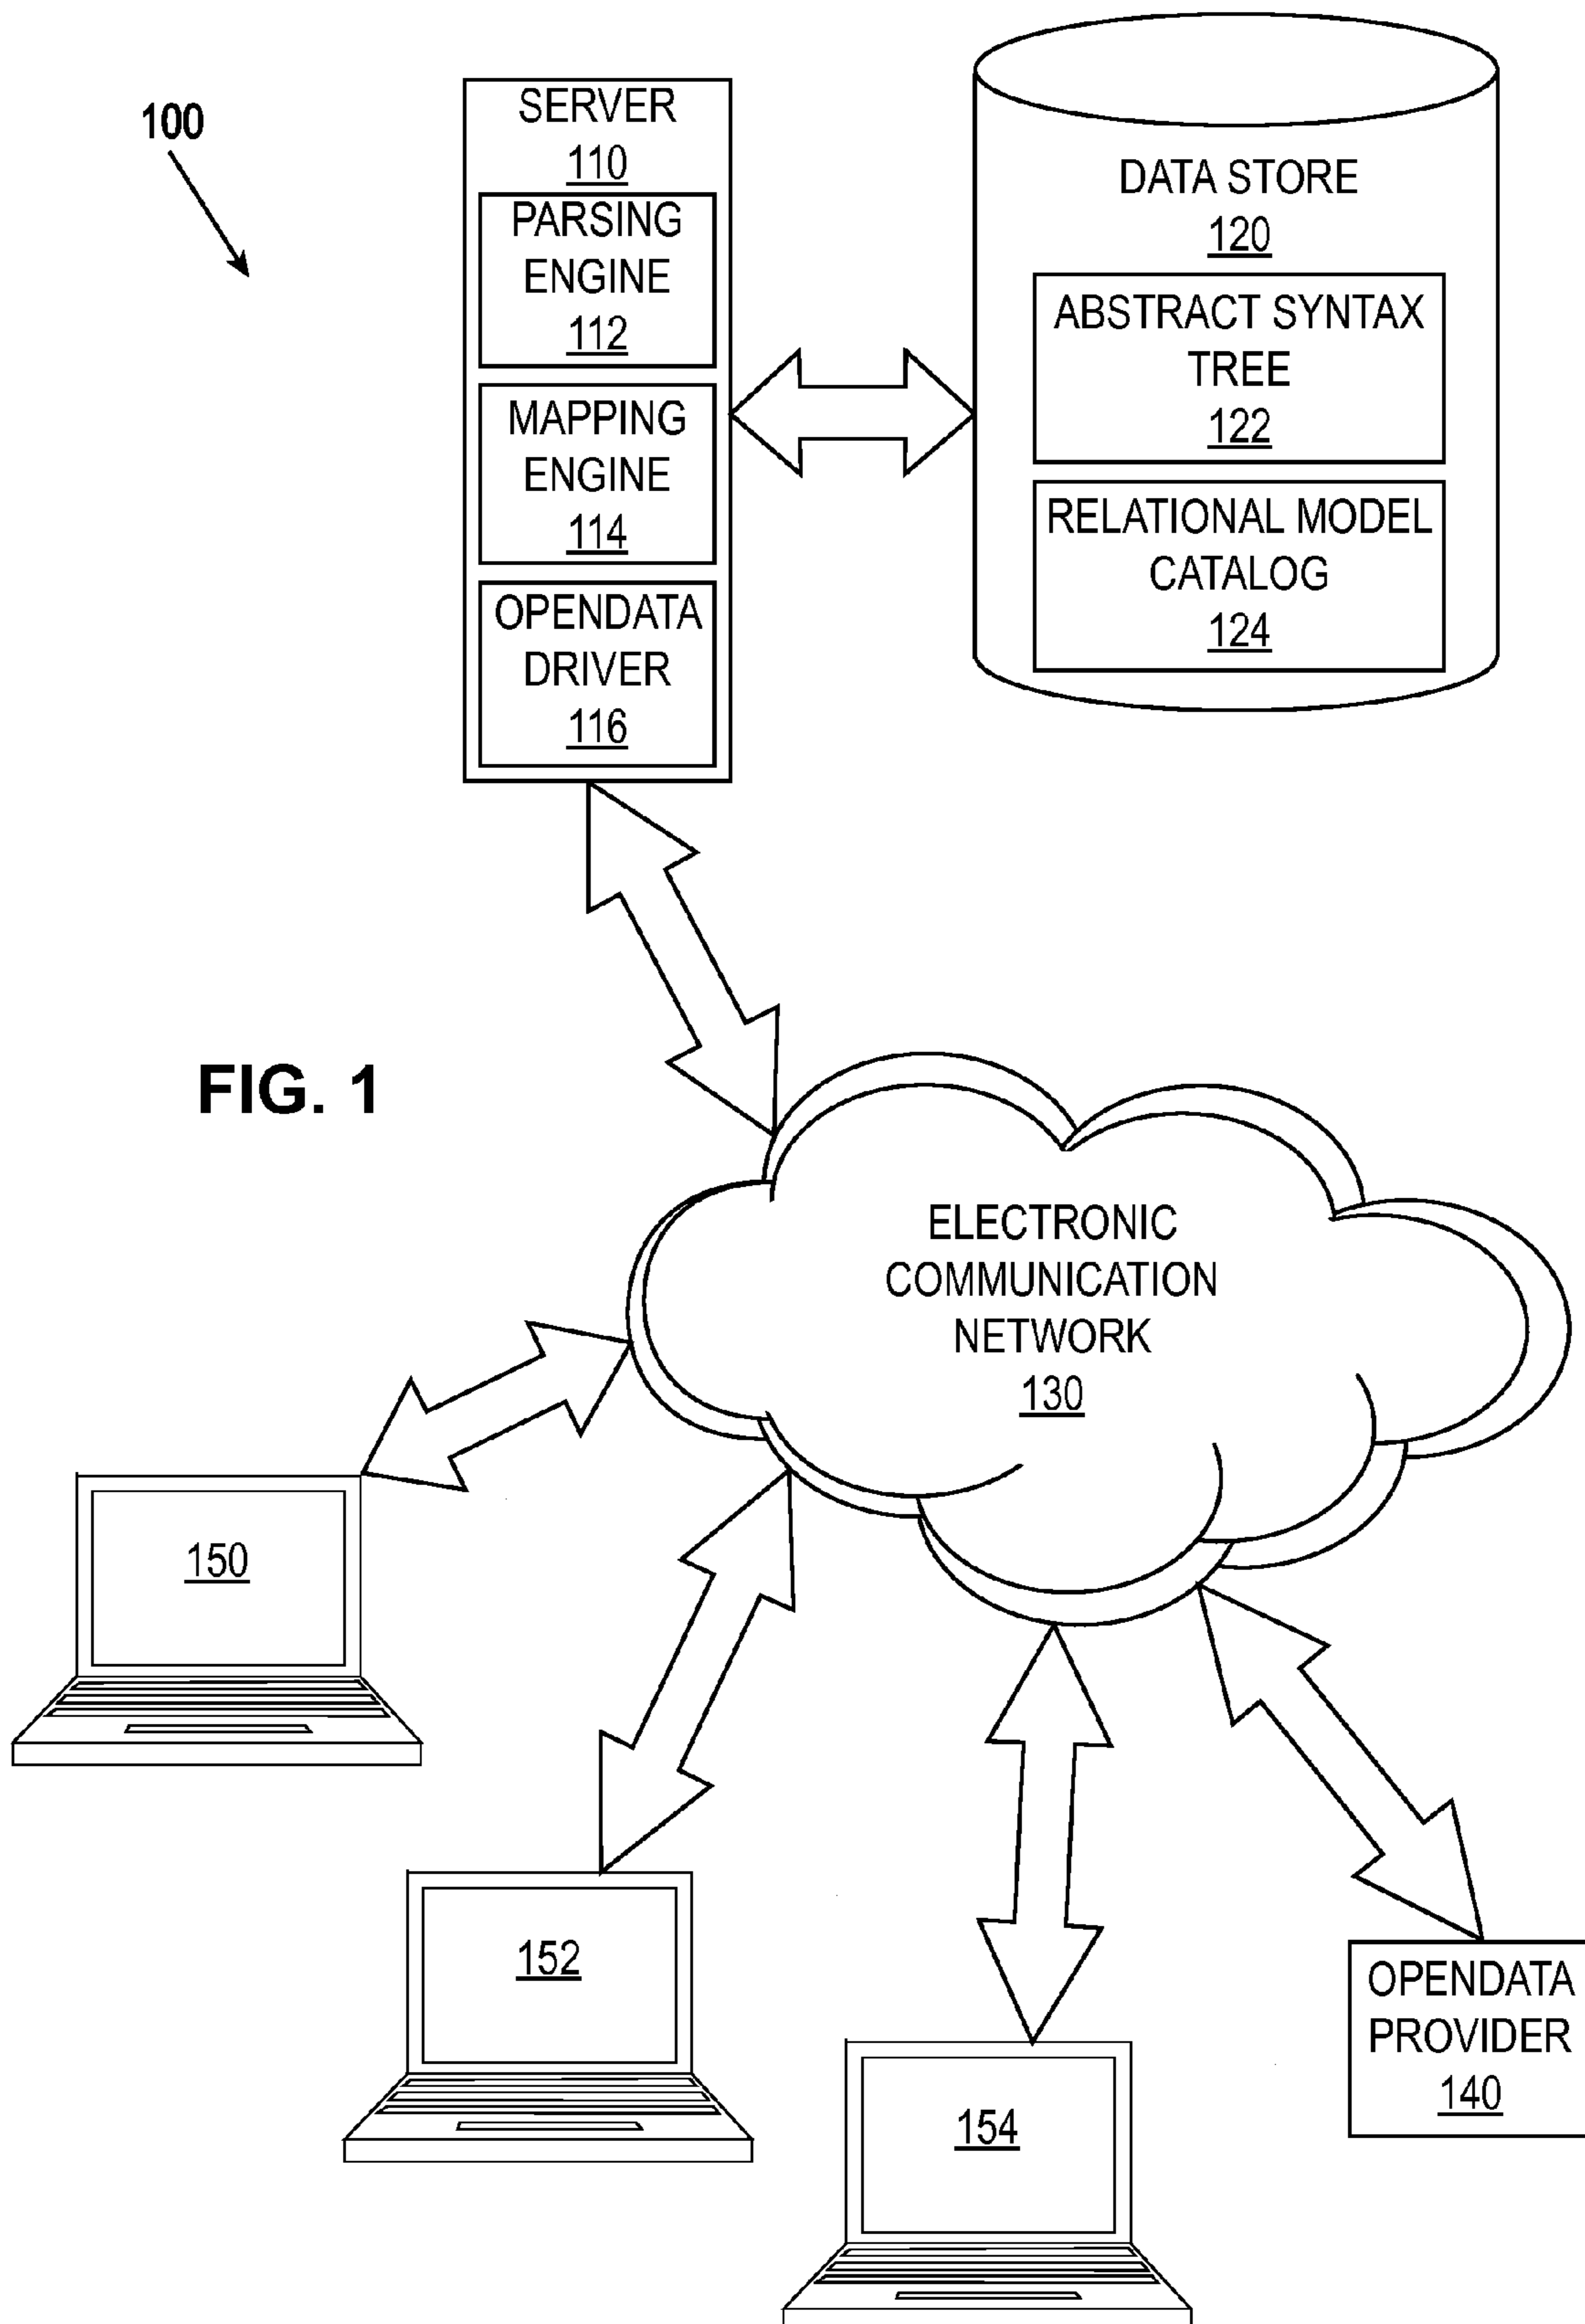 100
SERVER
110
PARSING
ENGINE
112
MAPPING
ENGINE
114
OPENDATA
DRIVER
116
DATA STORE
120
ABSTRACT SYNTAX
TREE
122
RELATIONAL MODEL
CATALOG
124
FIG. 1
ELECTRONIC
COMMUNICATION
NETWORK
130
150
152
154
OPENDATA
PROVIDER
140